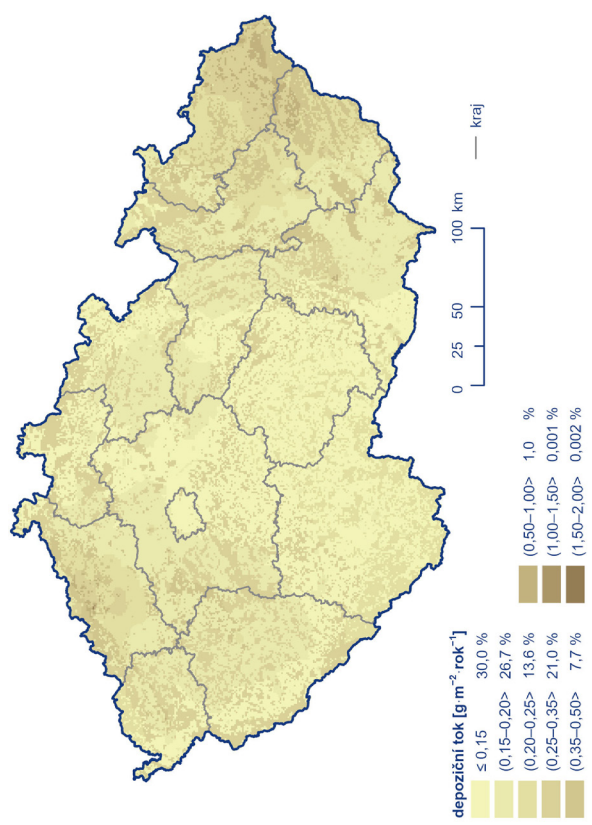 kraj
0 25 50 100 km
depoziční tok [g·m⁻²·rok⁻¹]
≤ 0,15 30,0 %
(0,15–0,20> 26,7 %
(0,20–0,25> 13,6 %
(0,25–0,35> 21,0 %
(0,35–0,50> 7,7 %
(0,50–1,00> 1,0 %
(1,00–1,50> 0,001 %
(1,50–2,00> 0,002 %